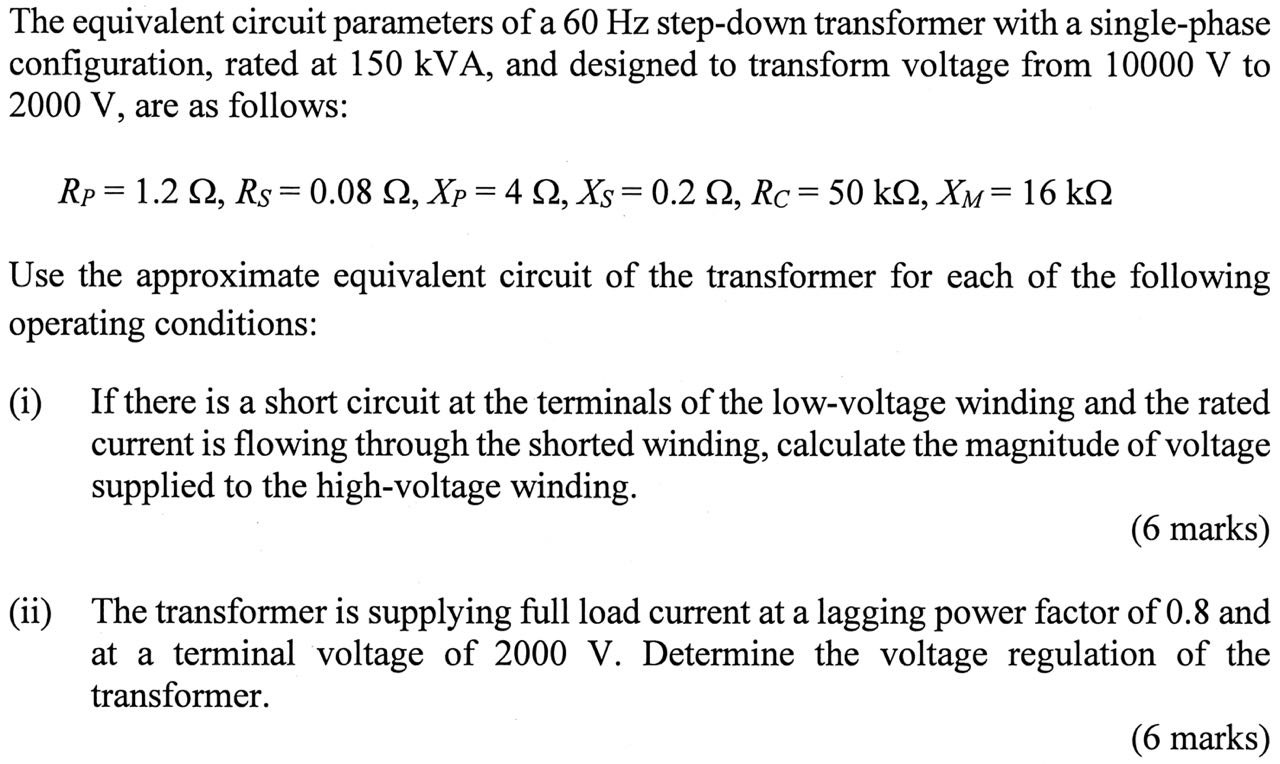 The equivalent circuit parameters of a 60 Hz step-down transformer with a single-phase
configuration, rated at 150 kVA, and designed to transform voltage from 10000 V to
2000 V, are as follows:
R_P = 1.2 Ω, R_S = 0.08 Ω, X_P = 4 Ω, X_S = 0.2 Ω, R_C = 50 kΩ, X_M = 16 kΩ
Use the approximate equivalent circuit of the transformer for each of the following
operating conditions:
(i) If there is a short circuit at the terminals of the low-voltage winding and the rated
current is flowing through the shorted winding, calculate the magnitude of voltage
supplied to the high-voltage winding.
(6 marks)
(ii) The transformer is supplying full load current at a lagging power factor of 0.8 and
at a terminal voltage of 2000 V. Determine the voltage regulation of the
transformer.
(6 marks)